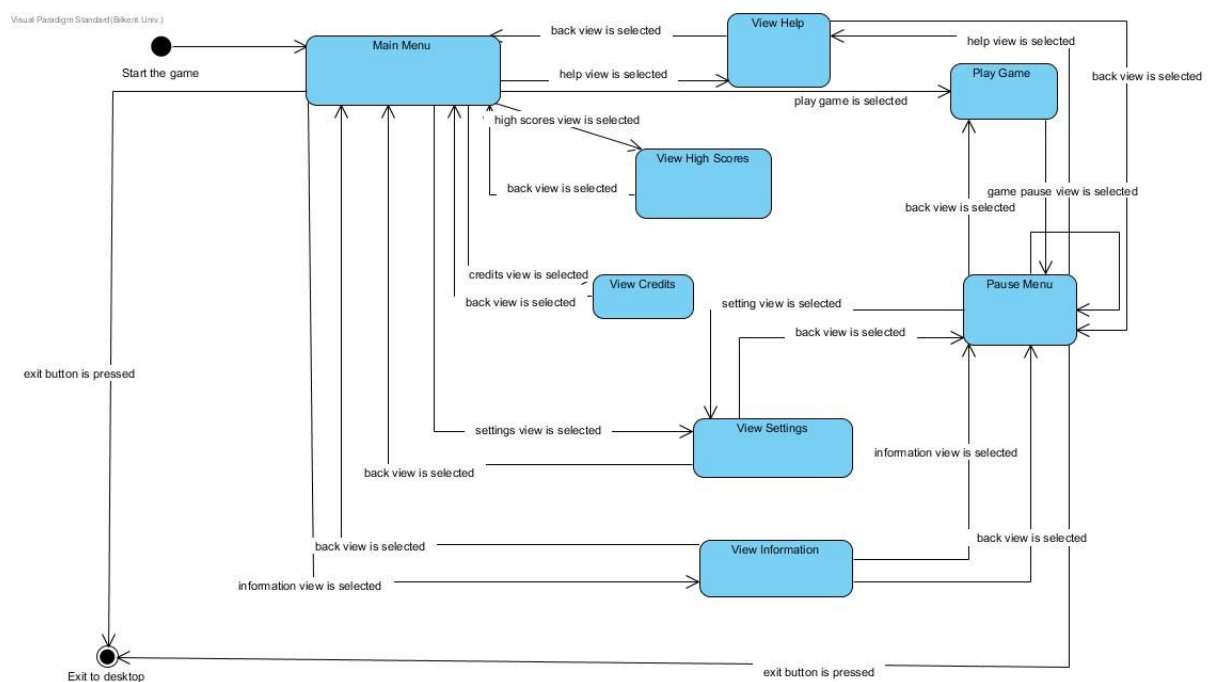 Visual Paradigm Standard(Bilkent Univ.)
View Help
back view is selected
Main Menu
help view is selected
Start the game
help view is selected
Play Game
back view is selected
play game is selected
high scores view is selected
View High Scores
back view is selected
game pause view is selected
back view is selected
credits view is selected
View Credits
back view is selected
Pause Menu
setting view is selected
back view is selected
exit button is pressed
View Settings
settings view is selected
back view is selected
information view is selected
back view is selected
View Information
back view is selected
information view is selected
exit button is pressed
Exit to desktop